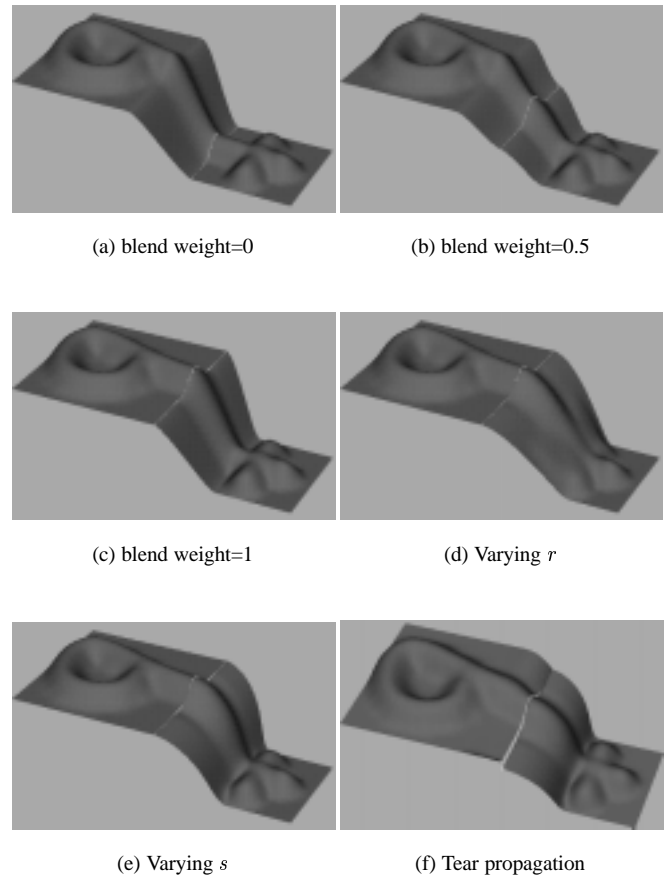 (a) blend weight=0
(b) blend weight=0.5
(c) blend weight=1
(d) Varying r
(e) Varying s
(f) Tear propagation